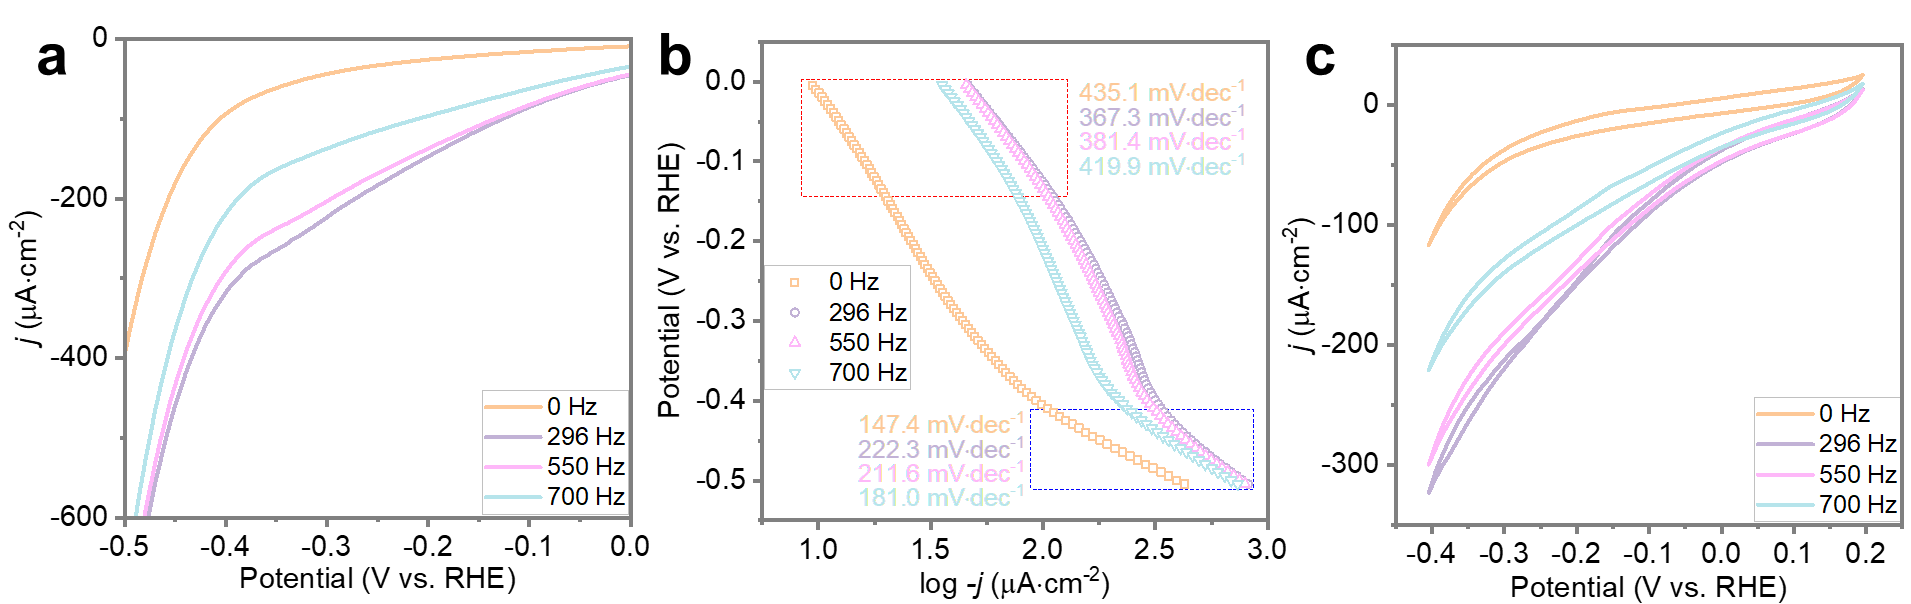 a
0
-200
-400
-600
j (μA·cm-2)
-0.5
-0.4
-0.3
-0.2
-0.1
0.0
Potential (V vs. RHE)
0 Hz
296 Hz
550 Hz
700 Hz
b
0.0
-0.1
-0.2
-0.3
-0.4
-0.5
Potential (V vs. RHE)
435.1 mV·dec-1
367.3 mV·dec-1
381.4 mV·dec-1
419.9 mV·dec-1
0 Hz
296 Hz
550 Hz
700 Hz
147.4 mV·dec-1
222.3 mV·dec-1
211.6 mV·dec-1
181.0 mV·dec-1
1.0
1.5
2.0
2.5
3.0
log -j (μA·cm-2)
c
0
-100
-200
-300
j (μA·cm-2)
0 Hz
296 Hz
550 Hz
700 Hz
-0.4
-0.3
-0.2
-0.1
0.0
0.1
0.2
Potential (V vs. RHE)